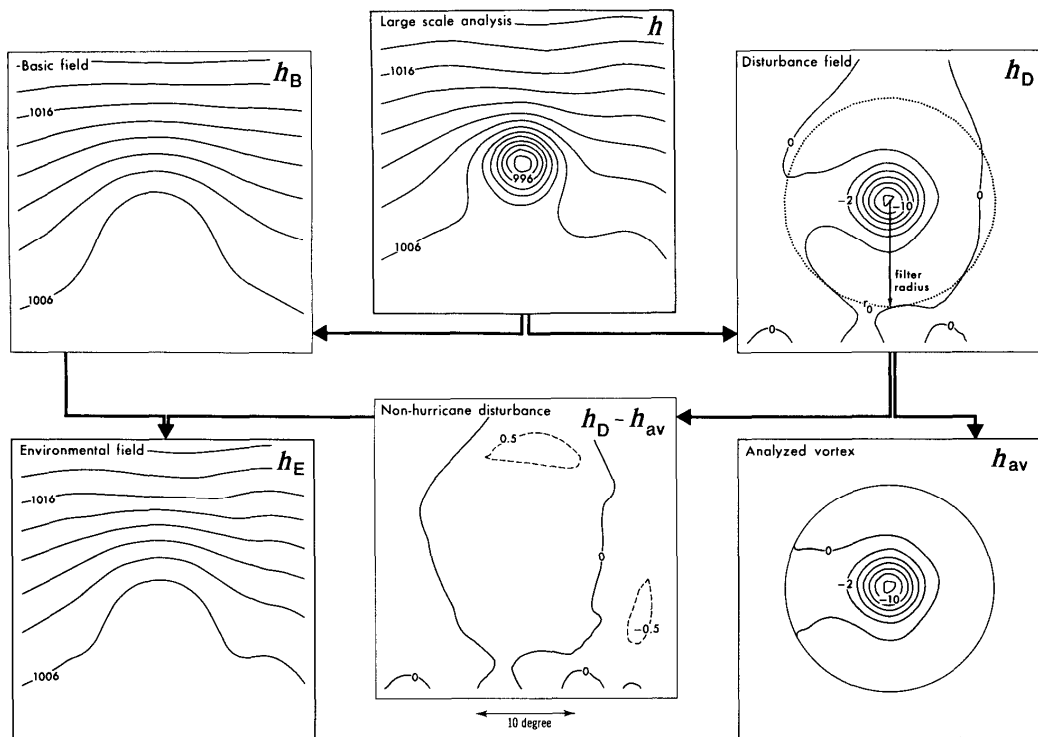 -Basic field
h_B
1016
1006
Large scale analysis
h
1016
996
1006
Disturbance field
h_D
0
-2
-10
0
filter
radius
r_0
0
0
Environmental field
h_E
1016
1006
Non-hurricane disturbance
h_D - h_av
0.5
0
-0.5
0
0
10 degree
Analyzed vortex
h_av
0
-2
-10
0